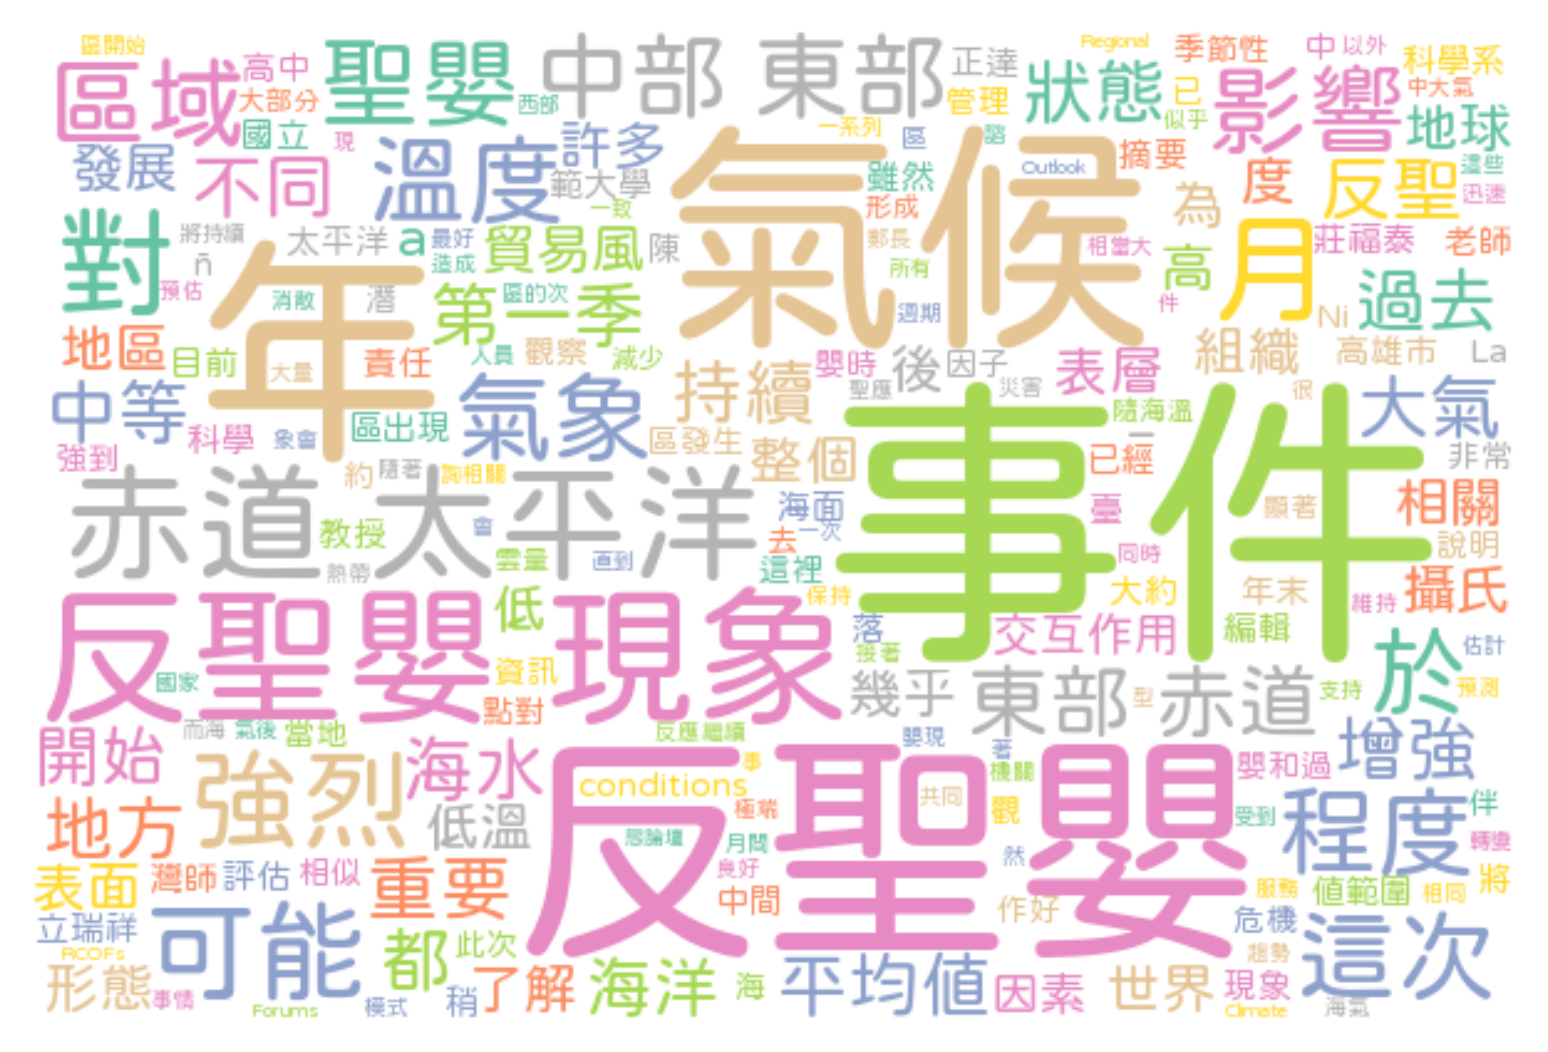 區開始
區域
高中
大部分
聖嬰
西部
中部
東部
Regional
正達
管理
狀態
季節性
已
似乎
中
以外
影響
科學系
中大氣
地球
發展
國立
現
不同
溫度
許多
範大學
一致
一系列
區
氣候
雖然
形成
Outlook
摘要
為
度
反聖
這些
迅速
對
將持續
ñ
預估
太平洋
a
最好
造成
貿易風
陳
鄭長
所有
相當大
高
件
月
莊福泰
老師
年
消散
潛
第一季
區的次
週期
Ni
過去
地區
目前
大量
責任
人員
觀察
減少
持續
嬰時
聖應
後
因子
災害
表層
組織
高雄市
La
中等
科學
象會
區出現
氣象
區發生
整個
事件
隨海溫
一
很
大氣
強到
約
隨著
詢相關
已經
非常
赤道
太平洋
教授
熱帶
會
雲量
直到
海面
一次
去
這裡
臺
同時
顯著
相關
說明
反聖嬰
現象
國家
低
資訊
點對
保持
落
接著
大約
交互作用
年末
編輯
維持
攝氏
於
估計
幾乎
東部
型
赤道
支持
預測
開始
而海
氣後
當地
強烈
海水
低溫
反應繼續
事
conditions
反聖嬰
極端
態論壇
月間
良好
中間
嬰現
著
機關
共同
觀
然
作好
嬰和過
受到
增強
程度
伴
轉變
地方
表面
灣師
評估
相似
重要
服務
值範圍
相同
將
立瑞祥
RCOFs
形態
事情
可能
Forums
模式
都
此次
稍
了解
海洋
海
平均值
因素
世界
危機
趨勢
現象
Climate
這次
海氣